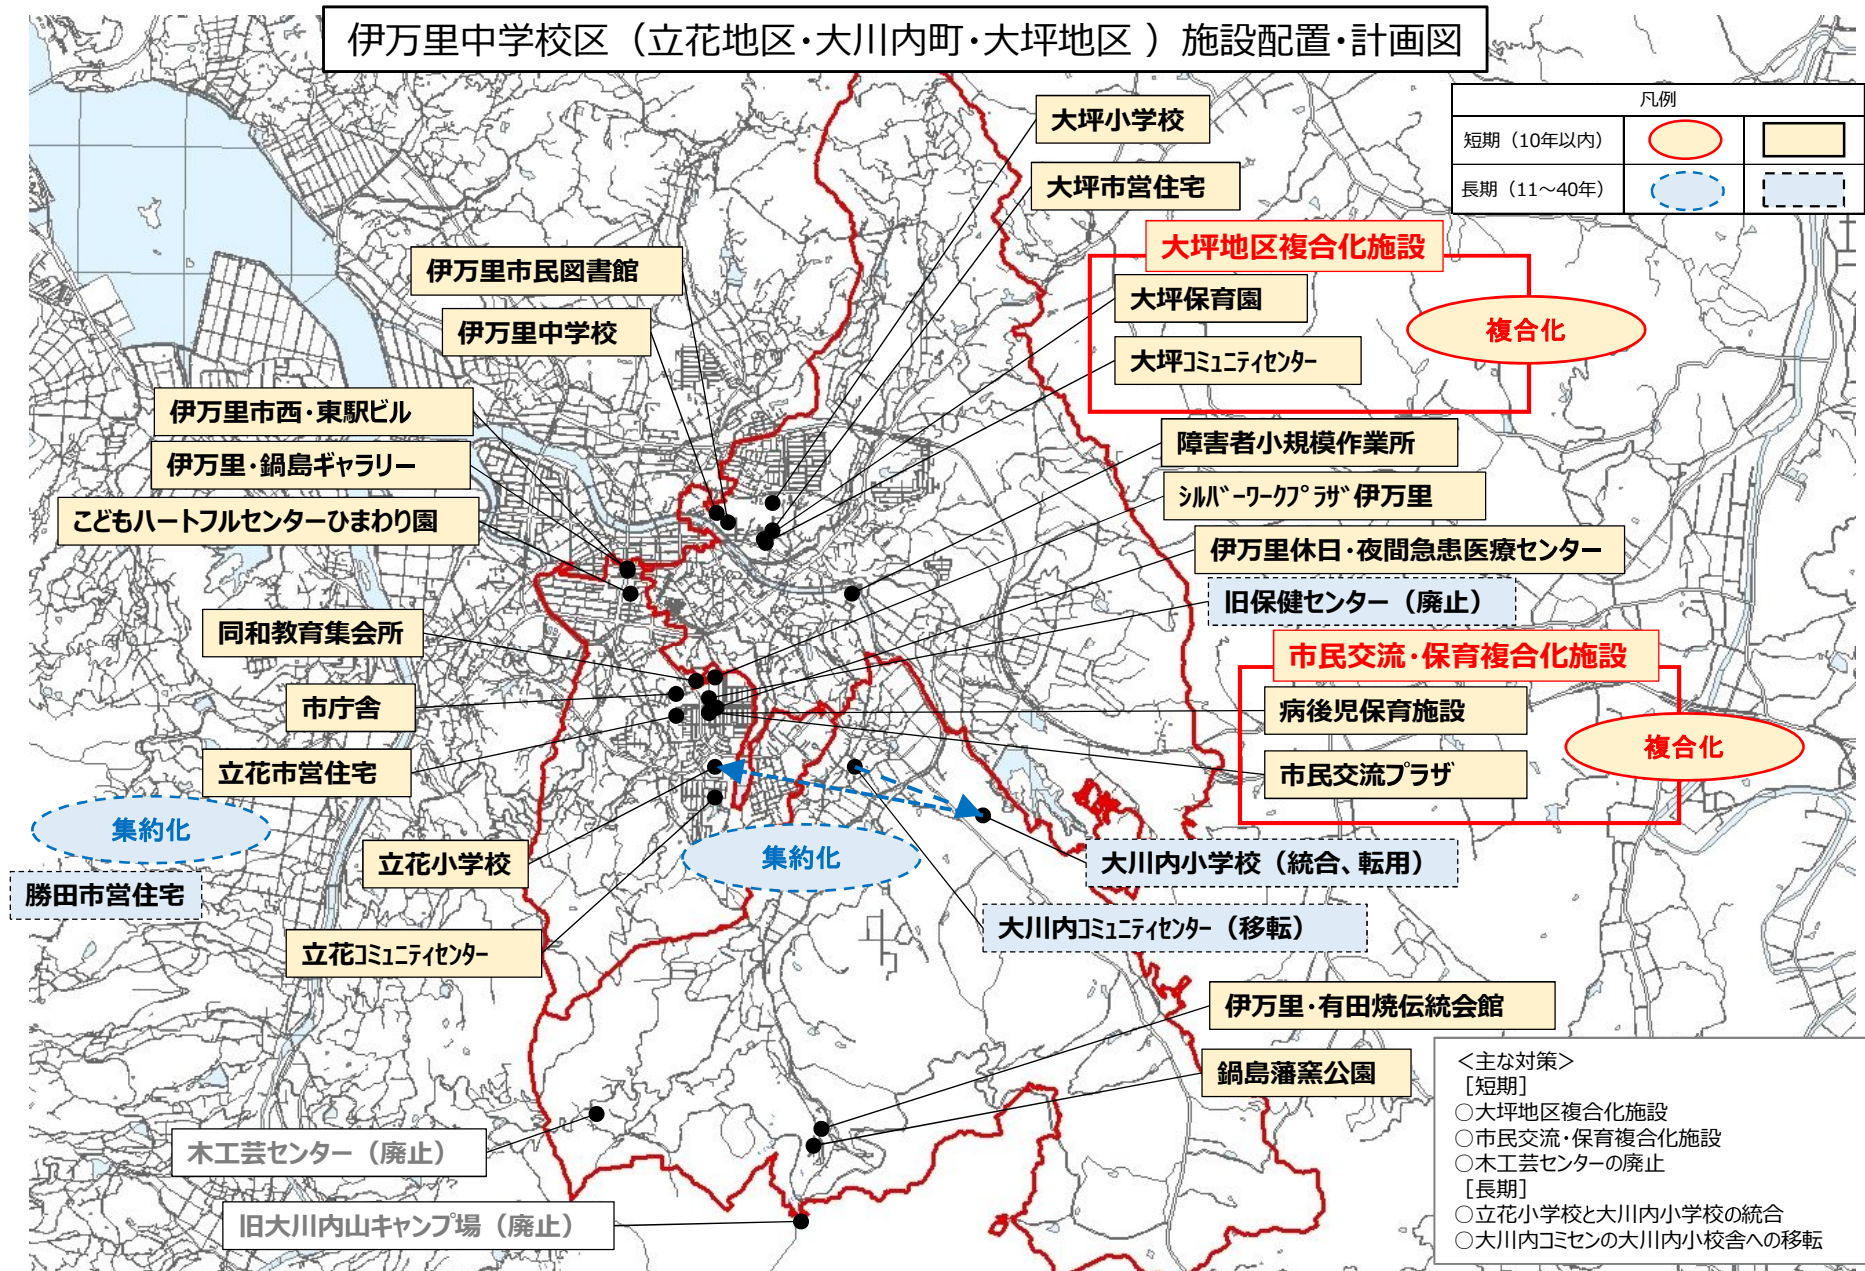 伊万里中学校区（立花地区・大川内町・大坪地区 ）施設配置・計画図
凡例
短期（10年以内）
長期（11～40年）
大坪小学校
大坪市営住宅
大坪地区複合化施設
大坪保育園
複合化
大坪コミュニティセンター
伊万里市民図書館
伊万里中学校
伊万里市西・東駅ビル
伊万里・鍋島ギャラリー
こどもハートフルセンターひまわり園
障害者小規模作業所
ｼﾙﾊﾞｰワークプラザ伊万里
伊万里休日・夜間急患医療センター
旧保健センター（廃止）
同和教育集会所
市庁舎
立花市営住宅
市民交流・保育複合化施設
病後児保育施設
複合化
市民交流プラザ
集約化
勝田市営住宅
立花小学校
集約化
大川内小学校（統合、転用）
大川内コミュニティセンター（移転）
立花コミュニティセンター
伊万里・有田焼伝統会館
鍋島藩窯公園
木工芸センター（廃止）
旧大川内山キャンプ場（廃止）
＜主な対策＞
［短期］
○大坪地区複合化施設
○市民交流・保育複合化施設
○木工芸センターの廃止
［長期］
○立花小学校と大川内小学校の統合
○大川内コミセンの大川内小校舎への移転